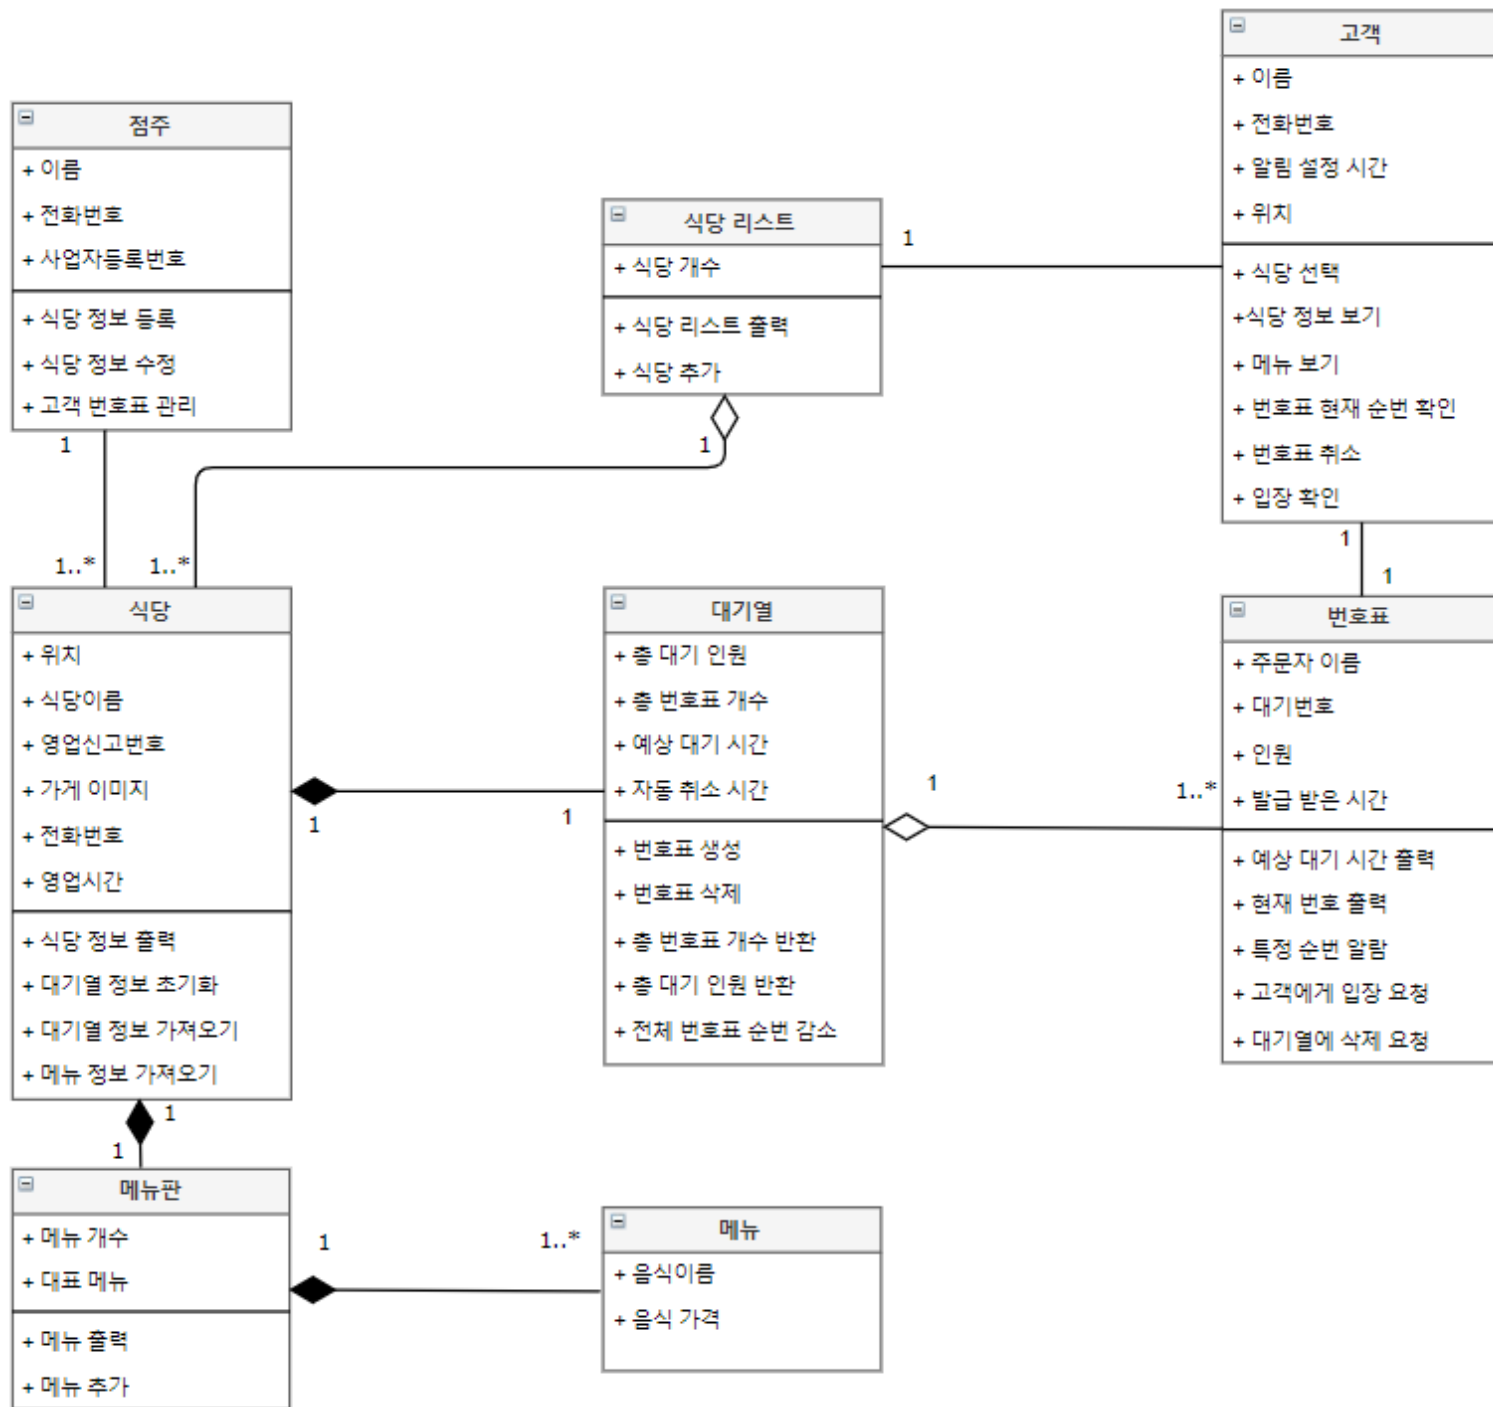 고객
+ 이름
+ 전화번호
+ 알림 설정 시간
+ 위치
+ 식당 선택
+식당 정보 보기
+ 메뉴 보기
+ 번호표 현재 순번 확인
+ 번호표 취소
+ 입장 확인
점주
+ 이름
+ 전화번호
+ 사업자등록번호
+ 식당 정보 등록
+ 식당 정보 수정
+ 고객 번호표 관리
식당 리스트
+ 식당 개수
+ 식당 리스트 출력
+ 식당 추가
1
1
1
1..*
1..*
1
1
식당
+ 위치
+ 식당이름
+ 영업신고번호
+ 가게 이미지
+ 전화번호
+ 영업시간
+ 식당 정보 출력
+ 대기열 정보 초기화
+ 대기열 정보 가져오기
+ 메뉴 정보 가져오기
1
1
대기열
+ 총 대기 인원
+ 총 번호표 개수
+ 예상 대기 시간
+ 자동 취소 시간
+ 번호표 생성
+ 번호표 삭제
+ 총 번호표 개수 반환
+ 총 대기 인원 반환
+ 전체 번호표 순번 감소
1
1..*
번호표
+ 주문자 이름
+ 대기번호
+ 인원
+ 발급 받은 시간
+ 예상 대기 시간 출력
+ 현재 번호 출력
+ 특정 순번 알람
+ 고객에게 입장 요청
+ 대기열에 삭제 요청
1
1
메뉴판
+ 메뉴 개수
+ 대표 메뉴
+ 메뉴 출력
+ 메뉴 추가
1
1..*
메뉴
+ 음식이름
+ 음식 가격